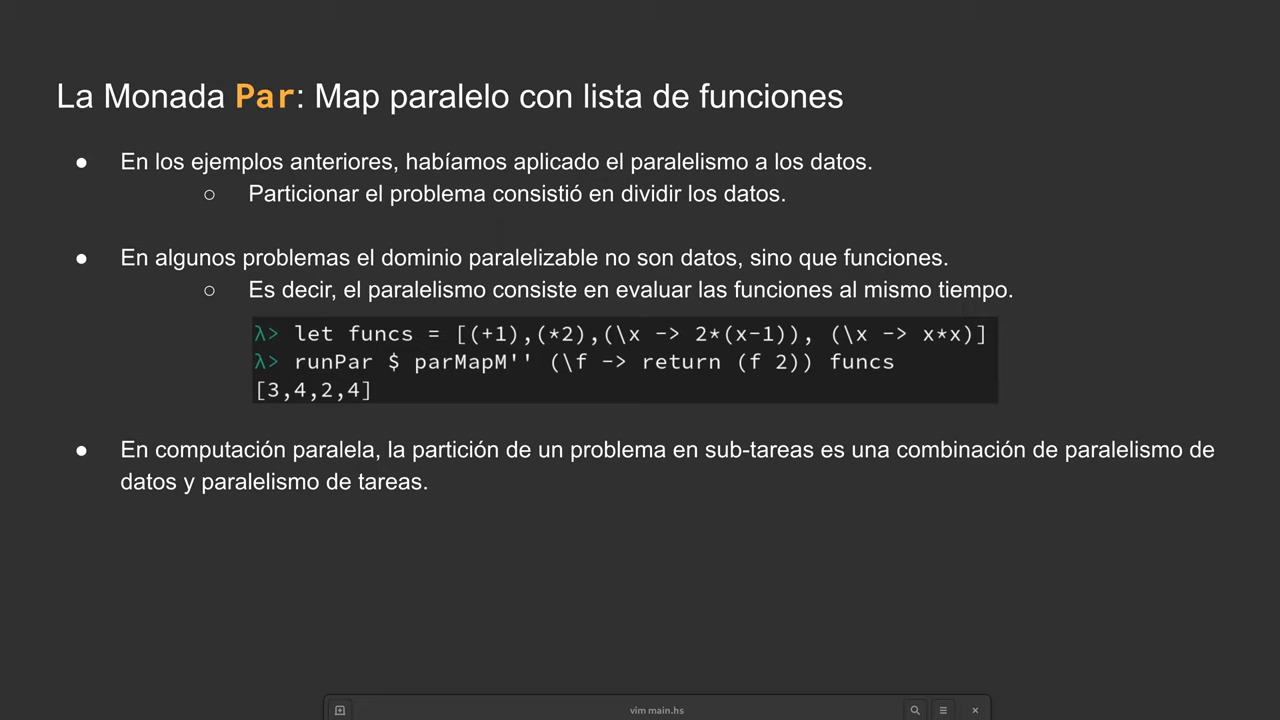 La Monada Par: Map paralelo con lista de funciones
● En los ejemplos anteriores, habíamos aplicado el paralelismo a los datos.
○ Particionar el problema consistió en dividir los datos.
● En algunos problemas el dominio paralelizable no son datos, sino que funciones.
○ Es decir, el paralelismo consiste en evaluar las funciones al mismo tiempo.
λ> let funcs = [(+1),(*2),(\x -> 2*(x-1)), (\x -> x*x)]
λ> runPar $ parMapM'' (\f -> return (f 2)) funcs
[3,4,2,4]
● En computación paralela, la partición de un problema en sub-tareas es una combinación de paralelismo de
datos y paralelismo de tareas.
vim main.hs